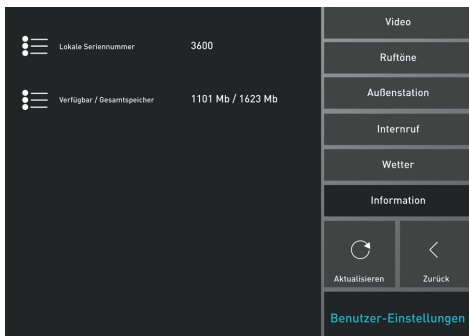 Lokale Seriennummer 3600
Verfügbar / Gesamtspeicher 1101 Mb / 1623 Mb
Video
Ruftöne
Außenstation
Internruf
Wetter
Information
Aktualisieren Zurück
Benutzer-Einstellungen